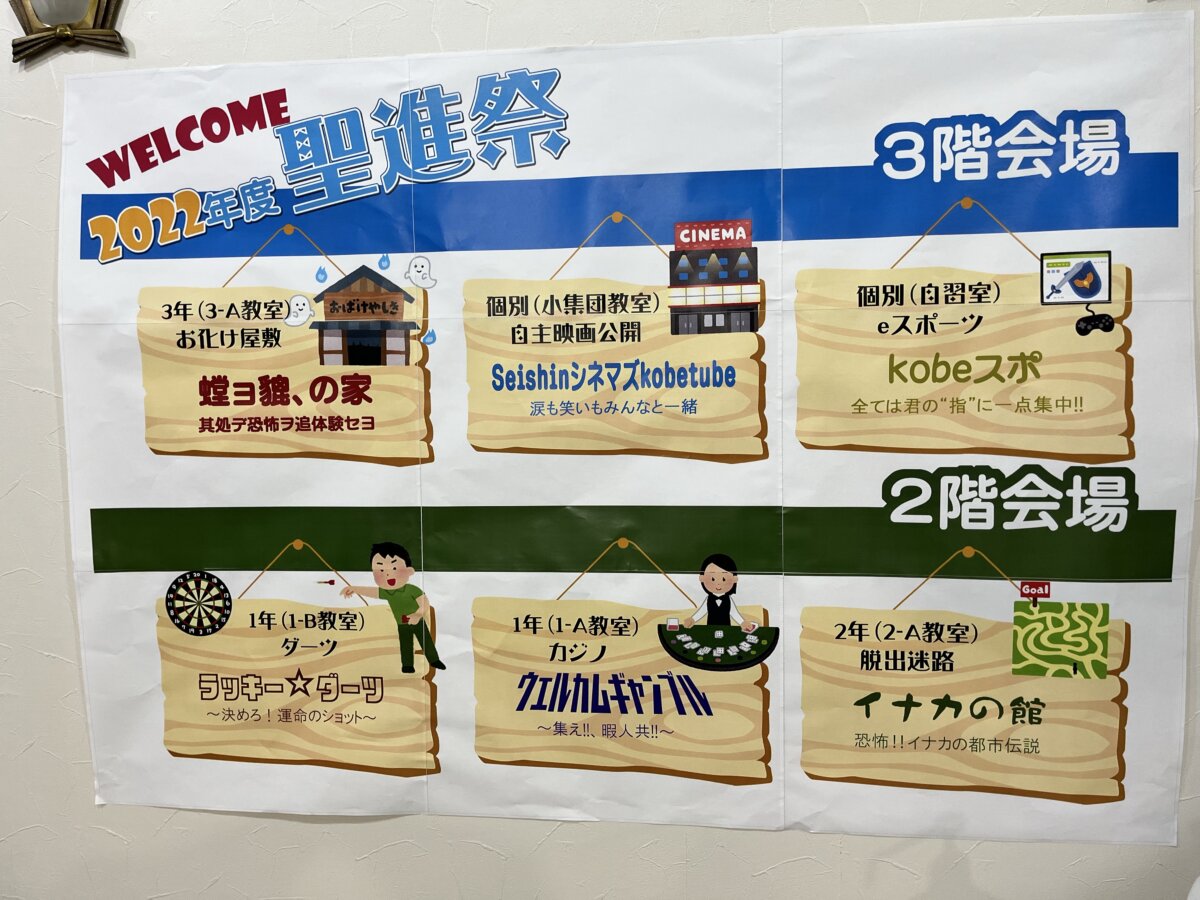 WELCOME
2022年度 聖進祭
3階会場
3年(3-A教室)
お化け屋敷
おばけやしき
螳ヨ貔、の家
其処デ恐怖ヲ追体験セヨ
CINEMA
個別(小集団教室)
自主映画公開
Seishinシネマズkobetube
涙も笑いもみんなと一緒
個別(自習室)
eスポーツ
kobeスポ
全ては君の“指”に一点集中!!
2階会場
1年(1-B教室)
ダーツ
ラッキー☆ダーツ
～決めろ!運命のショット～
1年(1-A教室)
カジノ
ウェルカムギャンブル
～集え!!、暇人共!!～
Goal
2年(2-A教室)
脱出迷路
イナカの館
恐怖!!イナカの都市伝説